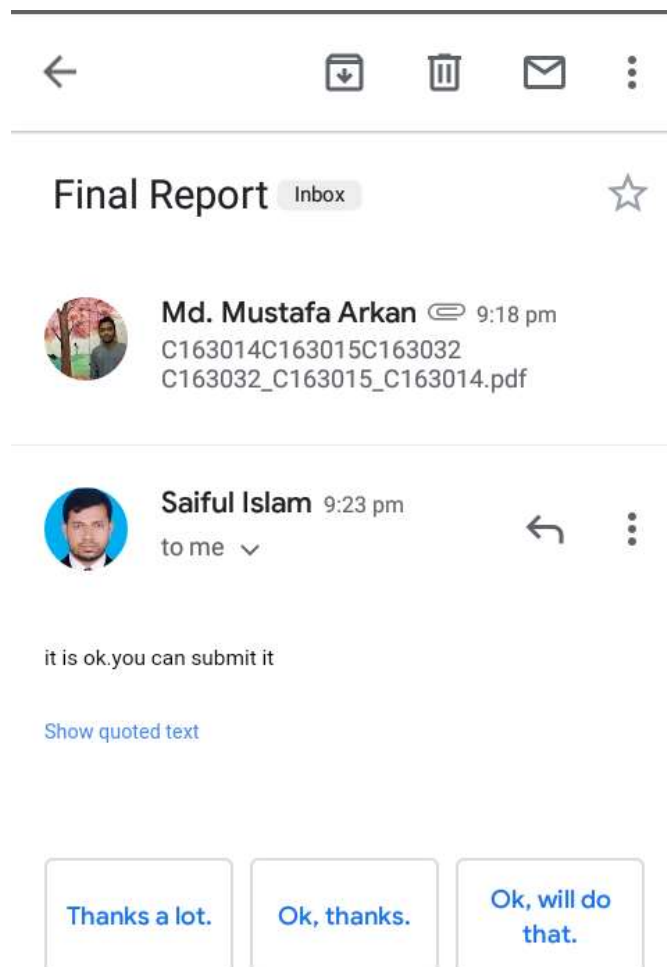 Final Report Inbox
Md. Mustafa Arkan 9:18 pm
C163014C163015C163032
C163032_C163015_C163014.pdf
Saiful Islam 9:23 pm
to me
it is ok.you can submit it
Show quoted text
Thanks a lot.
Ok, thanks.
Ok, will do
that.